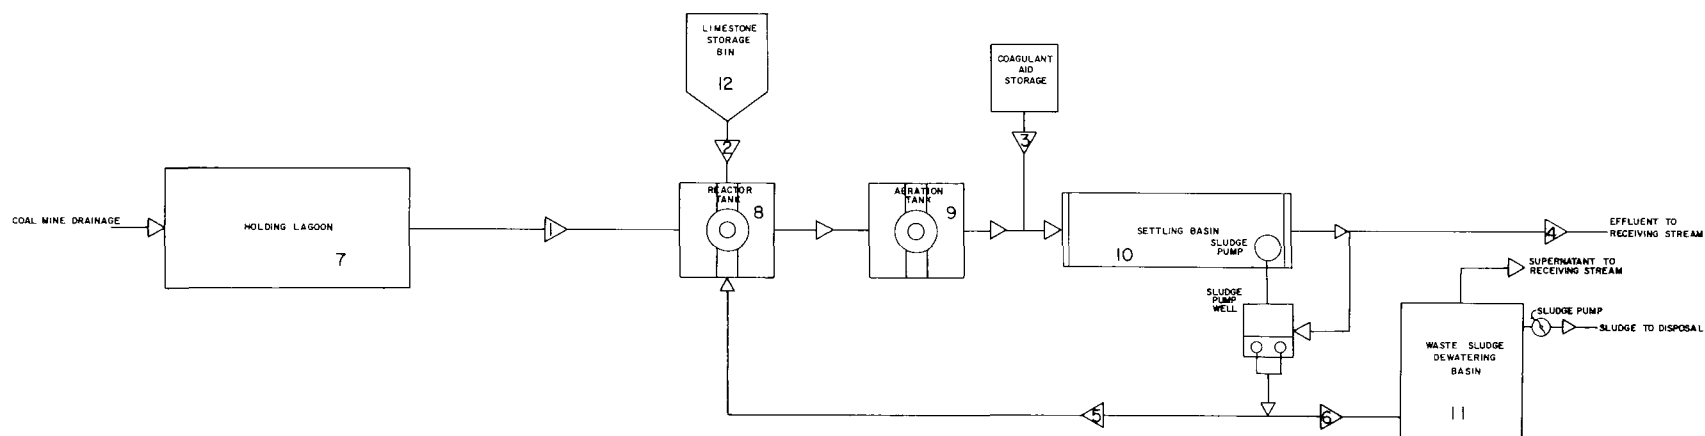 LIMESTONE
STORAGE
BIN
12
COAGULANT
AID
STORAGE
2
3
COAL MINE DRAINAGE
HOLDING LAGOON
7
1
REACTOR
TANK
8
AERATION
TANK
9
SETTLING BASIN
10
SLUDGE
PUMP
4
EFFLUENT TO
RECEIVING STREAM
SUPERNATANT TO
RECEIVING STREAM
SLUDGE
PUMP
WELL
SLUDGE PUMP
SLUDGE TO DISPOSAL
WASTE SLUDGE
DEWATERING
BASIN
11
5
6